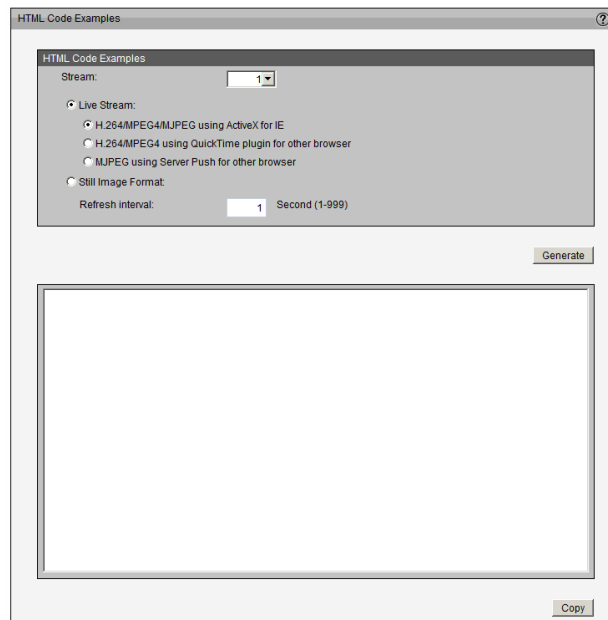 HTML Code Examples ?
HTML Code Examples
Stream: 1
Live Stream:
H.264/MPEG4/MJPEG using ActiveX for IE
H.264/MPEG4 using QuickTime plugin for other browser
MJPEG using Server Push for other browser
Still Image Format:
Refresh interval: 1 Second (1-999)
Generate
Copy